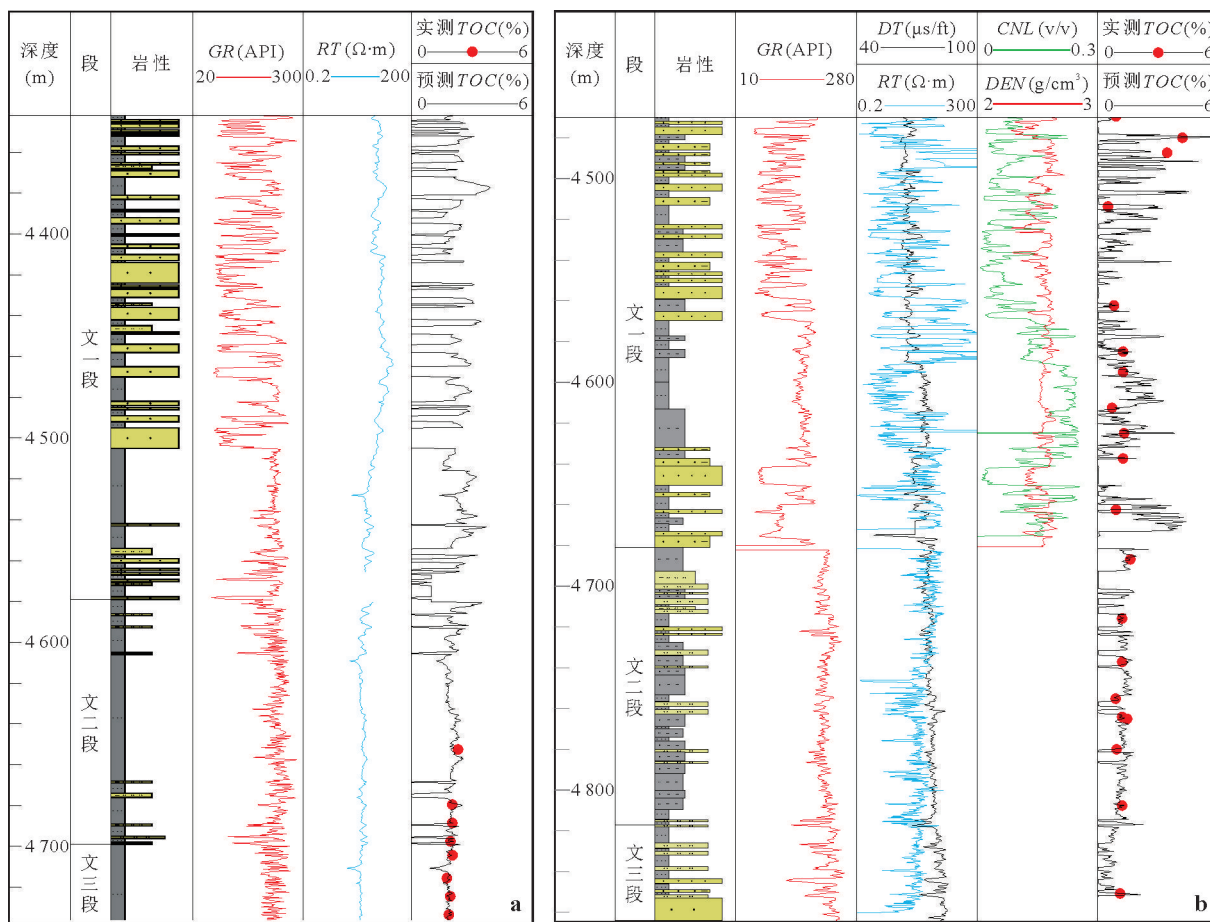 深度
(m)
段
岩性
GR(API)
20 300
RT(Ω·m)
0.2 200
实测TOC(%)
0 6
预测TOC(%)
0 6
4 400
4 500
4 600
4 700
文一段
文二段
文三段
a
深度
(m)
段
岩性
GR(API)
10 280
DT(μs/ft)
40 100
RT(Ω·m)
0.2 300
CNL(v/v)
0 0.3
DEN(g/cm³)
2 3
实测TOC(%)
0 6
预测TOC(%)
0 6
4 500
4 600
4 700
4 800
文一段
文二段
文三段
b